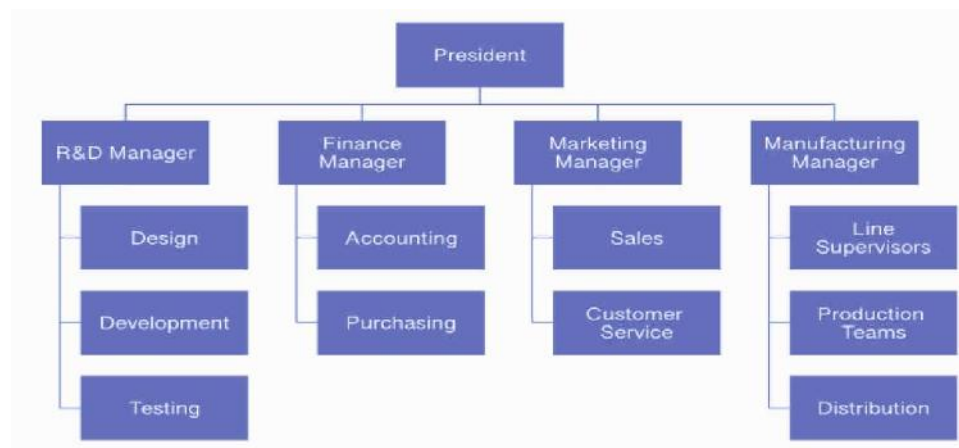 President
R&D Manager
Finance
Manager
Marketing
Manager
Manufacturing
Manager
Design
Accounting
Sales
Line
Supervisors
Development
Purchasing
Customer
Service
Production
Teams
Testing
Distribution